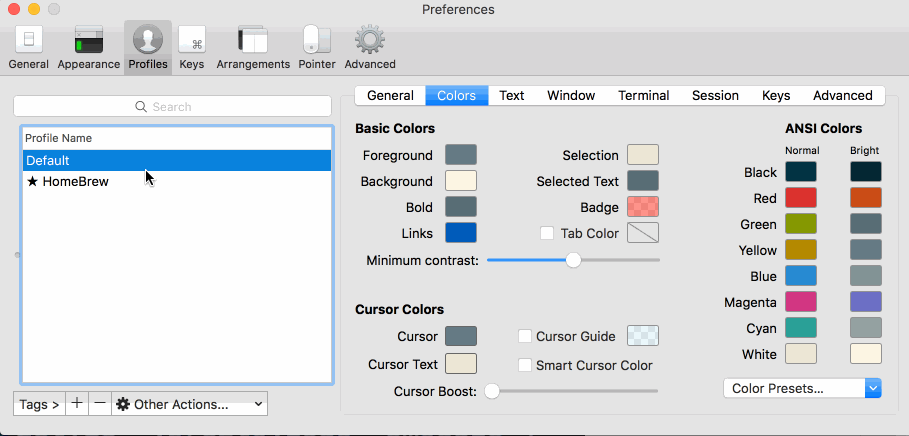 Preferences
General Appearance Profiles Keys Arrangements Pointer Advanced
Search
Profile Name
Default
★ HomeBrew
Tags > + − Other Actions...
General Colors Text Window Terminal Session Keys Advanced
Basic Colors
Foreground
Background
Bold
Links
Selection
Selected Text
Badge
Tab Color
Minimum contrast:
Cursor Colors
Cursor
Cursor Text
Cursor Guide
Smart Cursor Color
Cursor Boost:
ANSI Colors
Normal Bright
Black
Red
Green
Yellow
Blue
Magenta
Cyan
White
Color Presets...